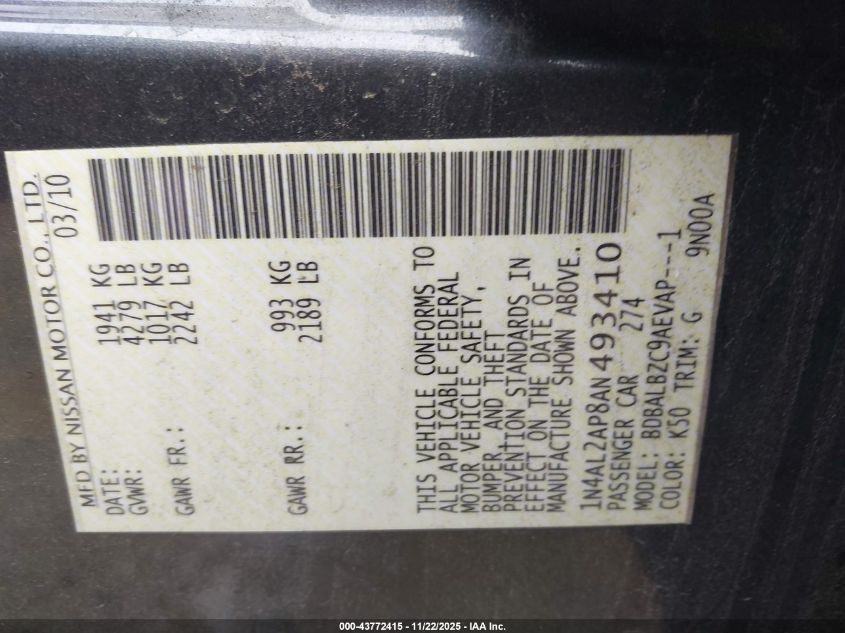 MFD BY NISSAN MOTOR CO., LTD.
DATE: 03/10
GVWR: 1941 KG
4279 LB
GAWR FR.: 1017 KG
2242 LB
GAWR RR.: 993 KG
2189 LB
THIS VEHICLE CONFORMS TO
ALL APPLICABLE FEDERAL
MOTOR VEHICLE SAFETY,
BUMPER, AND THEFT
PREVENTION STANDARDS IN
EFFECT ON THE DATE OF
MANUFACTURE SHOWN ABOVE.
1N4AL2AP8AN493410
PASSENGER CAR 274
MODEL: BDBALBZC9AEVAP---1
COLOR: K50 TRIM: G 9N00A
000-43772415 - 11/22/2025 - IAA Inc.